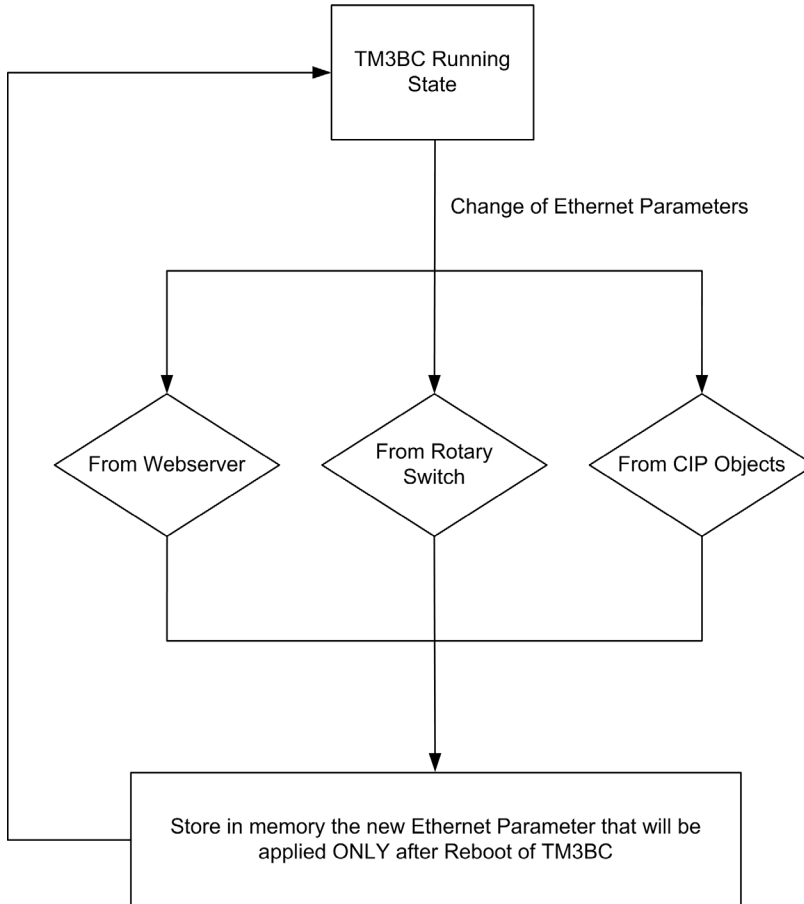 TM3BC Running
State
Change of Ethernet Parameters
From Webserver
From Rotary
Switch
From CIP Objects
Store in memory the new Ethernet Parameter that will be
applied ONLY after Reboot of TM3BC